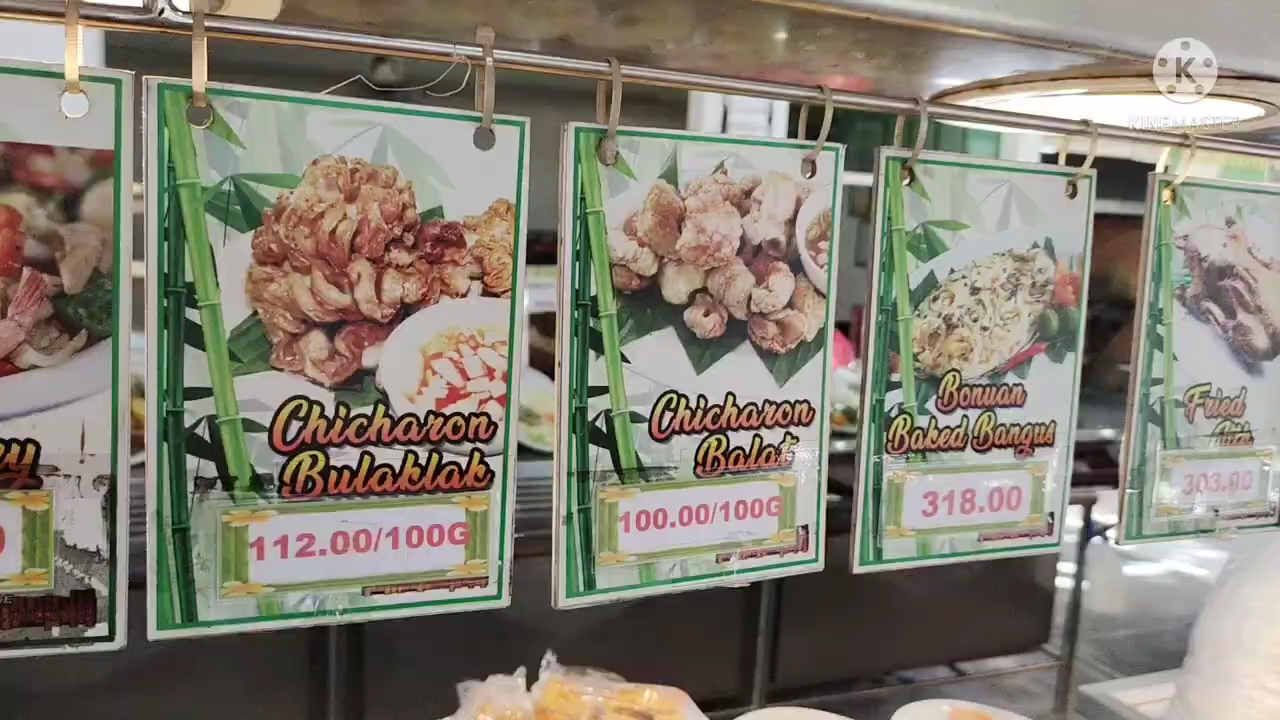 K
KINEMASTER
ey
Chicharon
Bulaklak
112.00/100G
Chicharon
Balat
100.00/100G
Bonuan
Baked Bangus
318.00
Fried
303.00